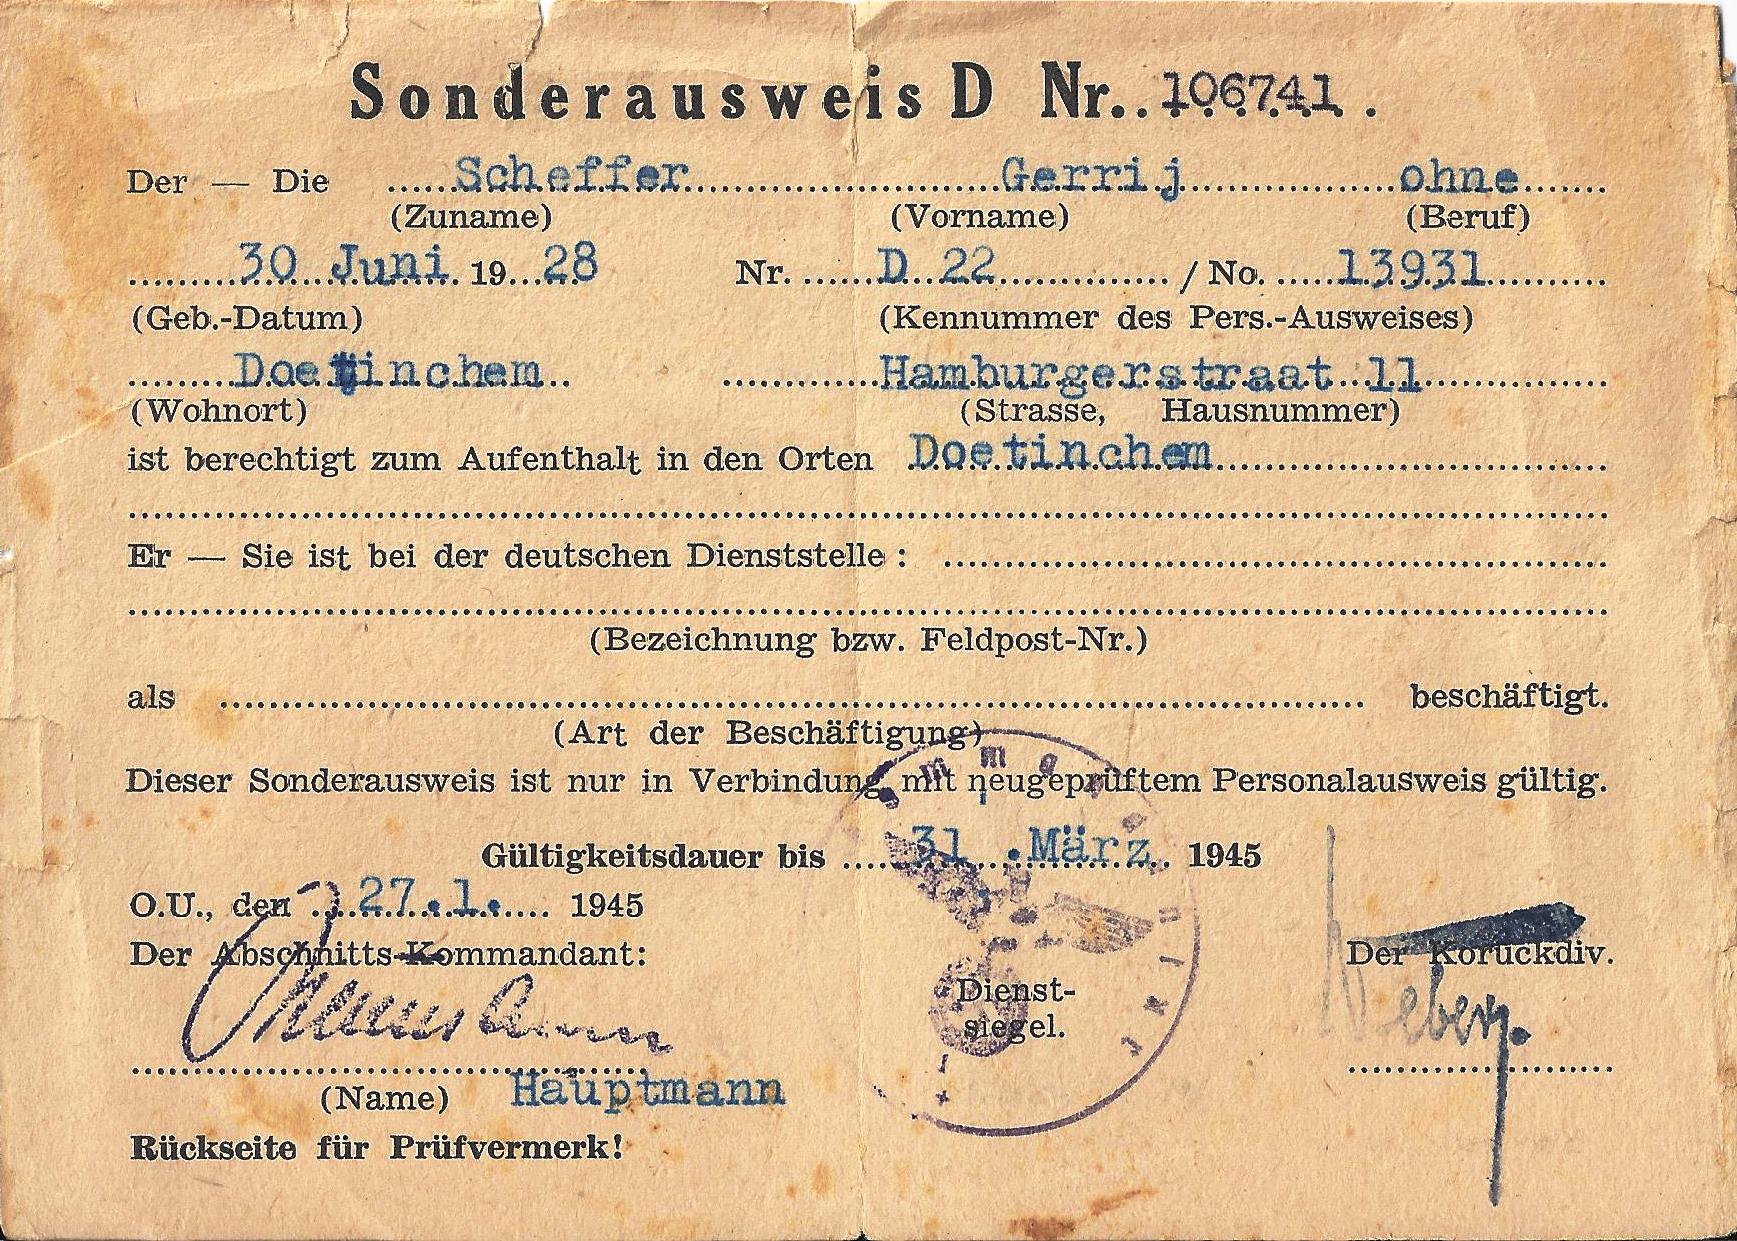 Sonderausweis D Nr. 106741.
Der — Die Scheffer Gerrij ohne
(Zuname) (Vorname) (Beruf)
30 Juni 19 28 Nr. D 22 / No. 13931
(Geb.-Datum) (Kennummer des Pers.-Ausweises)
Doetinchem Hamburgerstraat 11
(Wohnort) (Strasse, Hausnummer)
ist berechtigt zum Aufenthalt in den Orten Doetinchem
Er — Sie ist bei der deutschen Dienststelle :
(Bezeichnung bzw. Feldpost-Nr.)
als beschäftigt.
(Art der Beschäftigung)
Dieser Sonderausweis ist nur in Verbindung mit neugeprüftem Personalausweis gültig.
Gültigkeitsdauer bis 31. März 1945
O.U., den 27.1. 1945
Der Abschnitts-Kommandant: Der Korückdiv.
Dienst-
siegel.
(Name) Hauptmann
Rückseite für Prüfvermerk!